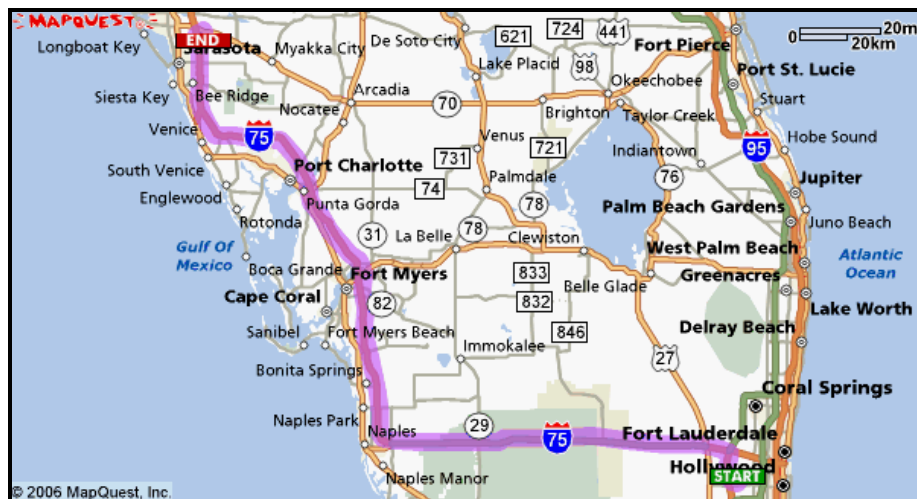 MAPQUEST
END
Sarasota
Longboat Key
Myakka City
De Soto City
621
724
441
Fort Pierce
0
20mi
20km
98
Lake Placid
Okeechobee
Port St. Lucie
Siesta Key
Bee Ridge
Arcadia
70
Brighton
Taylor Creek
Stuart
Nocatee
Venice
75
Venus
731
721
Indiantown
95
Hobe Sound
South Venice
Port Charlotte
74
Palmdale
76
Jupiter
Englewood
Punta Gorda
78
Palm Beach Gardens
Juno Beach
Rotonda
31
La Belle
78
Clewiston
West Palm Beach
Gulf Of
Mexico
Boca Grande
Fort Myers
833
Belle Glade
Greenacres
Atlantic
Ocean
Cape Coral
82
832
Lake Worth
Sanibel
Fort Myers Beach
846
Delray Beach
Immokalee
27
Bonita Springs
Coral Springs
Naples Park
29
75
Fort Lauderdale
Naples
Hollywood
START
Naples Manor
© 2006 MapQuest, Inc.